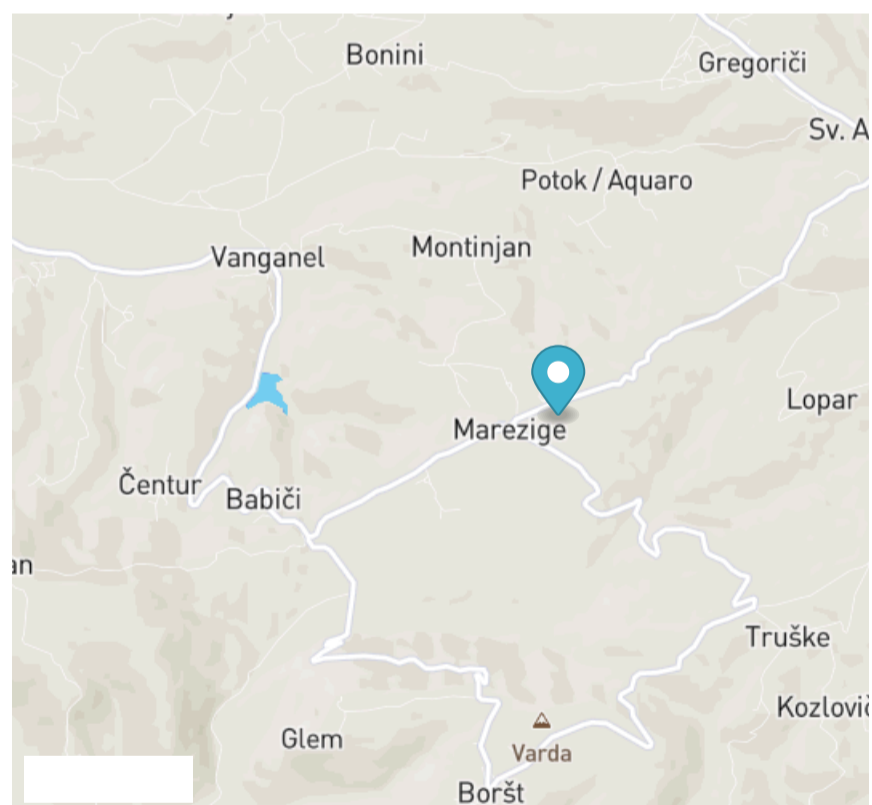 Bonini
Gregoriči
Sv. A
Potok / Aquaro
Montinjan
Vanganel
Lopar
Marezige
Čentur
Babiči
an
Truške
Kozlovič
Glem
Varda
Boršt